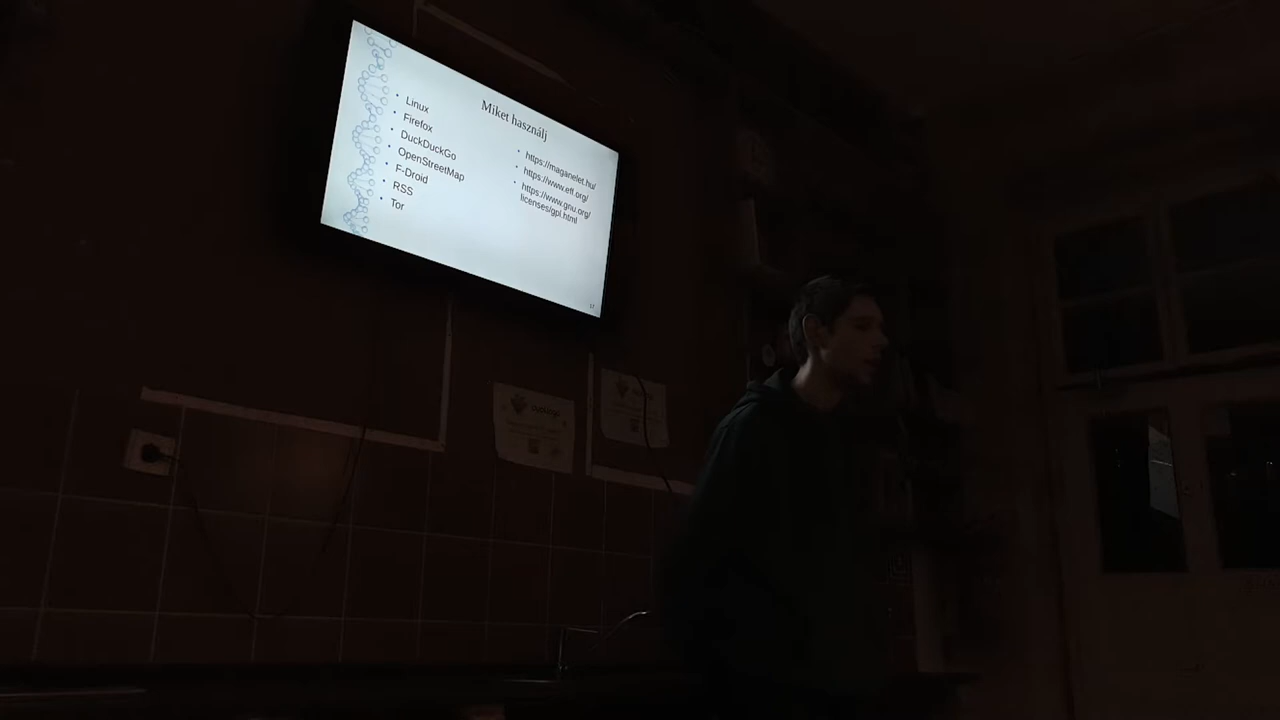 Miket használj
Linux
Firefox
DuckDuckGo
OpenStreetMap
F-Droid
RSS
Tor
https://maganelet.hu/
https://www.eff.org/
https://www.gnu.org/
licenses/gpl.html